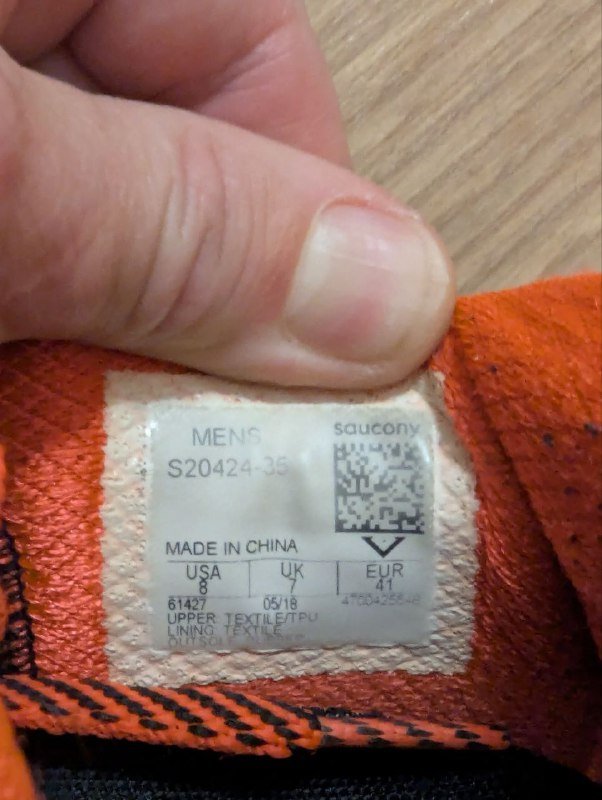 MENS
saucony
S20424-35
MADE IN CHINA
USA UK EUR
8 7 41
61427 05/18
UPPER TEXTILE/TPU
LINING TEXTILE